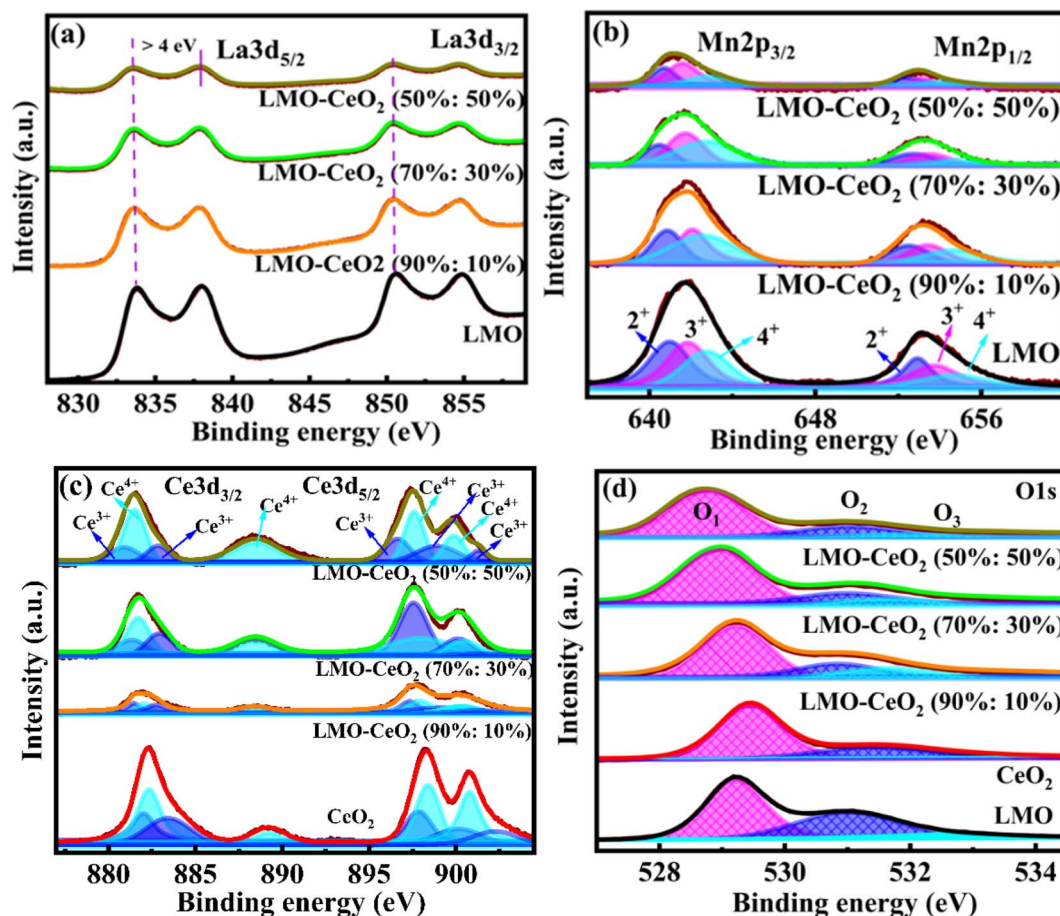 (a)
> 4 eV
La3d5/2
La3d3/2
LMO-CeO2 (50%: 50%)
LMO-CeO2 (70%: 30%)
LMO-CeO2 (90%: 10%)
LMO
Intensity (a.u.)
830 835 840 845 850 855
Binding energy (eV)
(b)
Mn2p3/2
Mn2p1/2
LMO-CeO2 (50%: 50%)
LMO-CeO2 (70%: 30%)
LMO-CeO2 (90%: 10%)
2+ 3+ 4+
2+ 3+ 4+
LMO
Intensity (a.u.)
640 648 656
Binding energy (eV)
(c)
Ce4+ Ce3d3/2 Ce4+ Ce3d5/2 Ce4+ Ce3+
Ce3+ Ce3+ Ce3+ Ce4+
Ce3+
LMO-CeO2 (50%: 50%)
LMO-CeO2 (70%: 30%)
LMO-CeO2 (90%: 10%)
CeO2
Intensity (a.u.)
880 885 890 895 900
Binding energy (eV)
(d)
O1s
O1
O2
O3
LMO-CeO2 (50%: 50%)
LMO-CeO2 (70%: 30%)
LMO-CeO2 (90%: 10%)
CeO2
LMO
Intensity (a.u.)
528 530 532 534
Binding energy (eV)